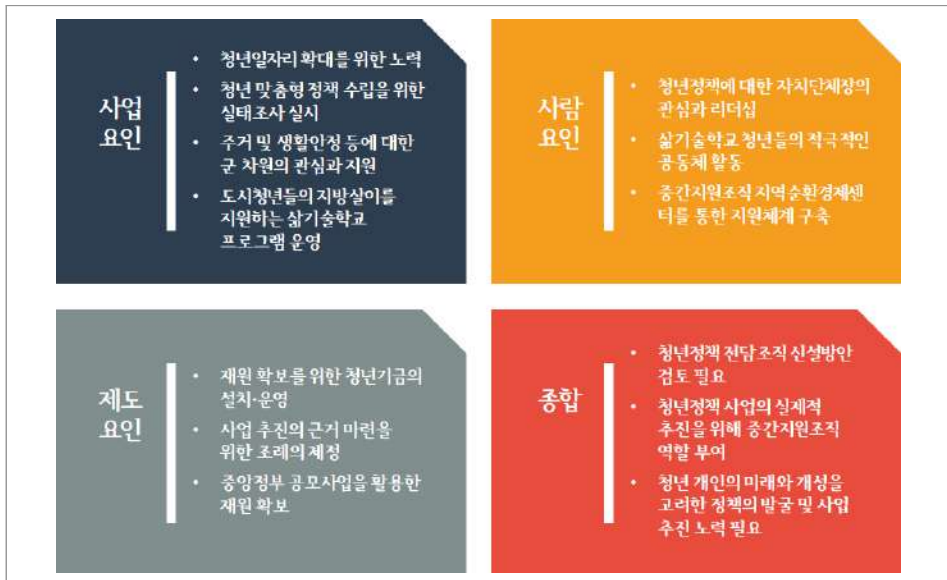 사업
요인
• 청년일자리 확대를 위한 노력
• 청년 맞춤형 정책 수립을 위한
실태조사 실시
• 주거 및 생활안정 등에 대한
군 차원의 관심과 지원
• 도시청년들의 지방살이를
지원하는 삶기술학교
프로그램 운영
사람
요인
• 청년정책에 대한 자치단체장의
관심과 리더십
• 삶기술학교 청년들의 적극적인
공동체 활동
• 중간지원조직 지역순환경제센
터를 통한 지원체계 구축
제도
요인
• 재원 확보를 위한 청년기금의
설치·운영
• 사업 추진의 근거 마련을
위한 조례의 제정
• 중앙정부 공모사업을 활용한
재원 확보
종합
• 청년정책 전담조직 신설방안
검토 필요
• 청년정책 사업의 실제적
추진을 위해 중간지원조직
역할 부여
• 청년 개인의 미래와 개성을
고려한 정책의 발굴 및 사업
추진 노력 필요